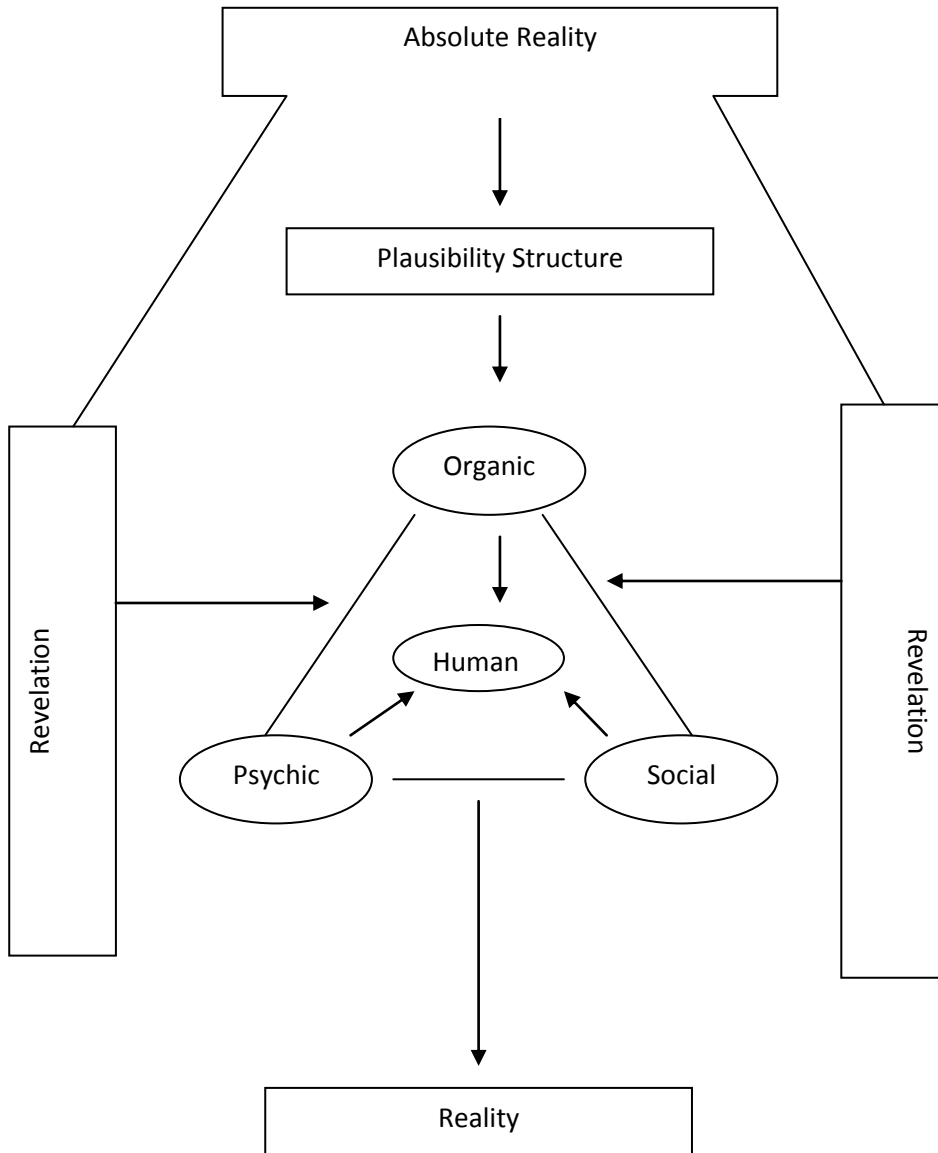 Absolute Reality
Plausibility Structure
Organic
Human
Psychic
Social
Revelation
Revelation
Reality